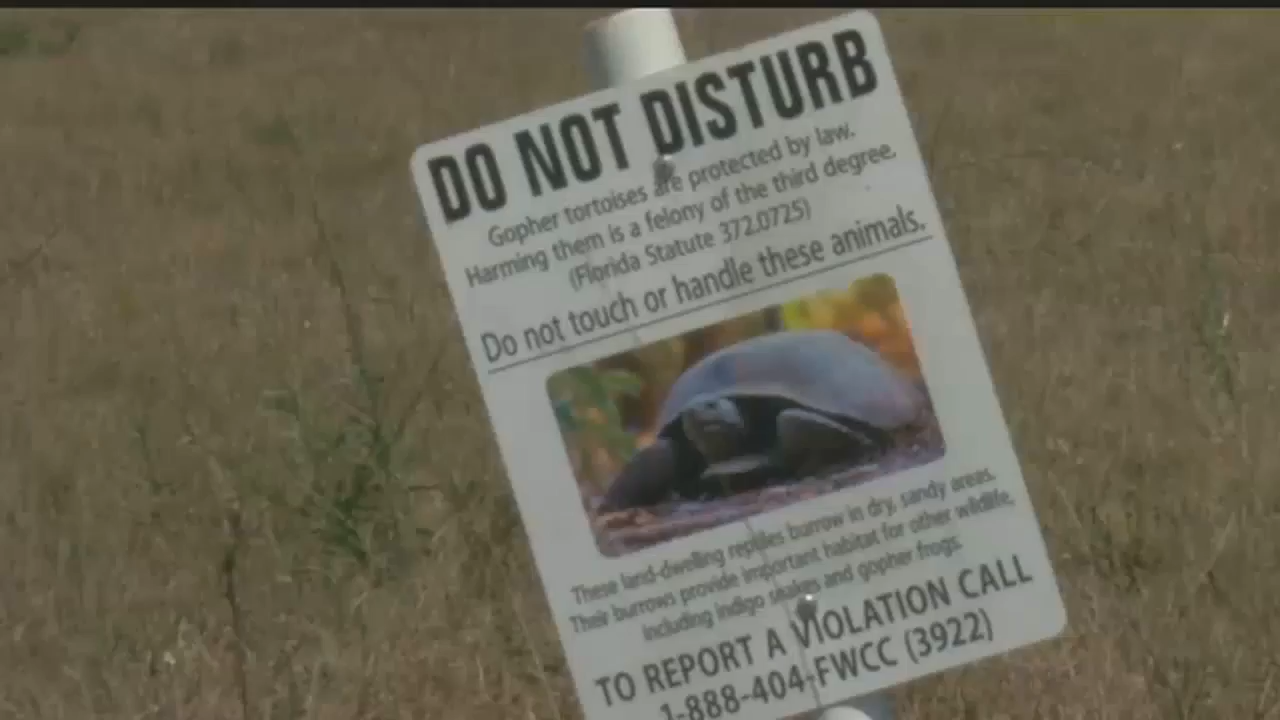 DO NOT DISTURB
Gopher tortoises are protected by law.
Harming them is a felony of the third degree.
(Florida Statute 372.0725)
Do not touch or handle these animals.
These land-dwelling reptiles burrow in dry, sandy areas.
Their burrows provide important habitat for other wildlife,
including indigo snakes and gopher frogs.
TO REPORT A VIOLATION CALL
1-888-404-FWCC (3922)